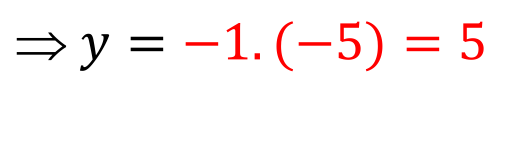 ⇒ y = −1. (−5) = 5